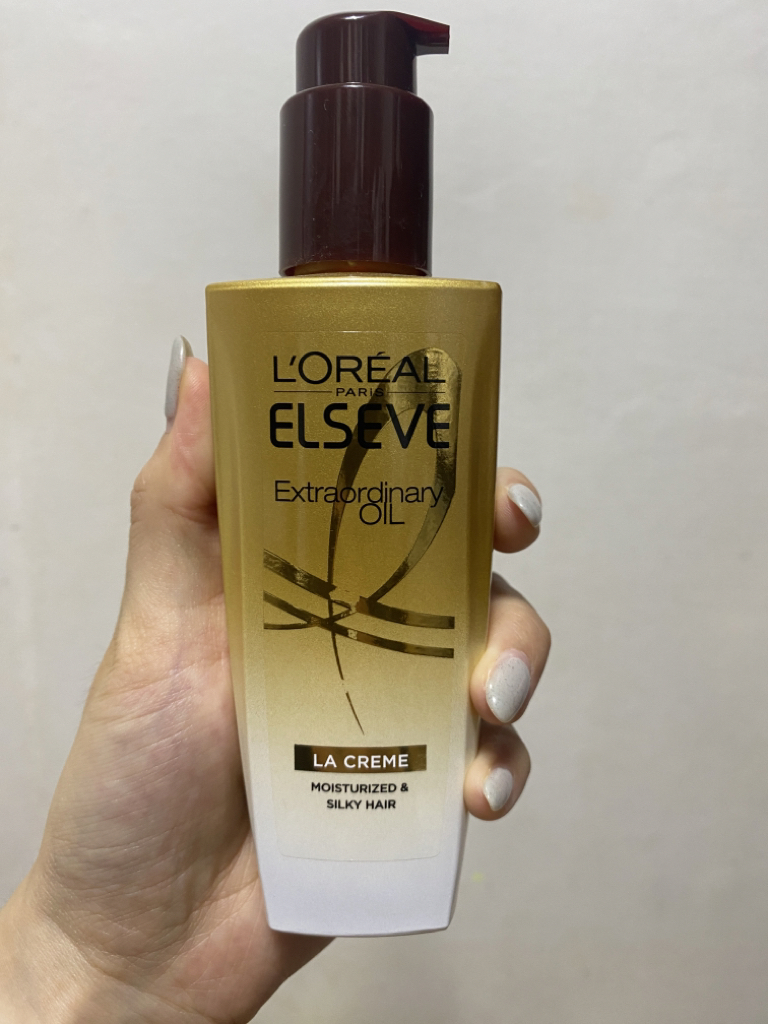 L'ORÉAL
PARIS
ELSEVE
Extraordinary
OIL
LA CREME
MOISTURIZED &
SILKY HAIR